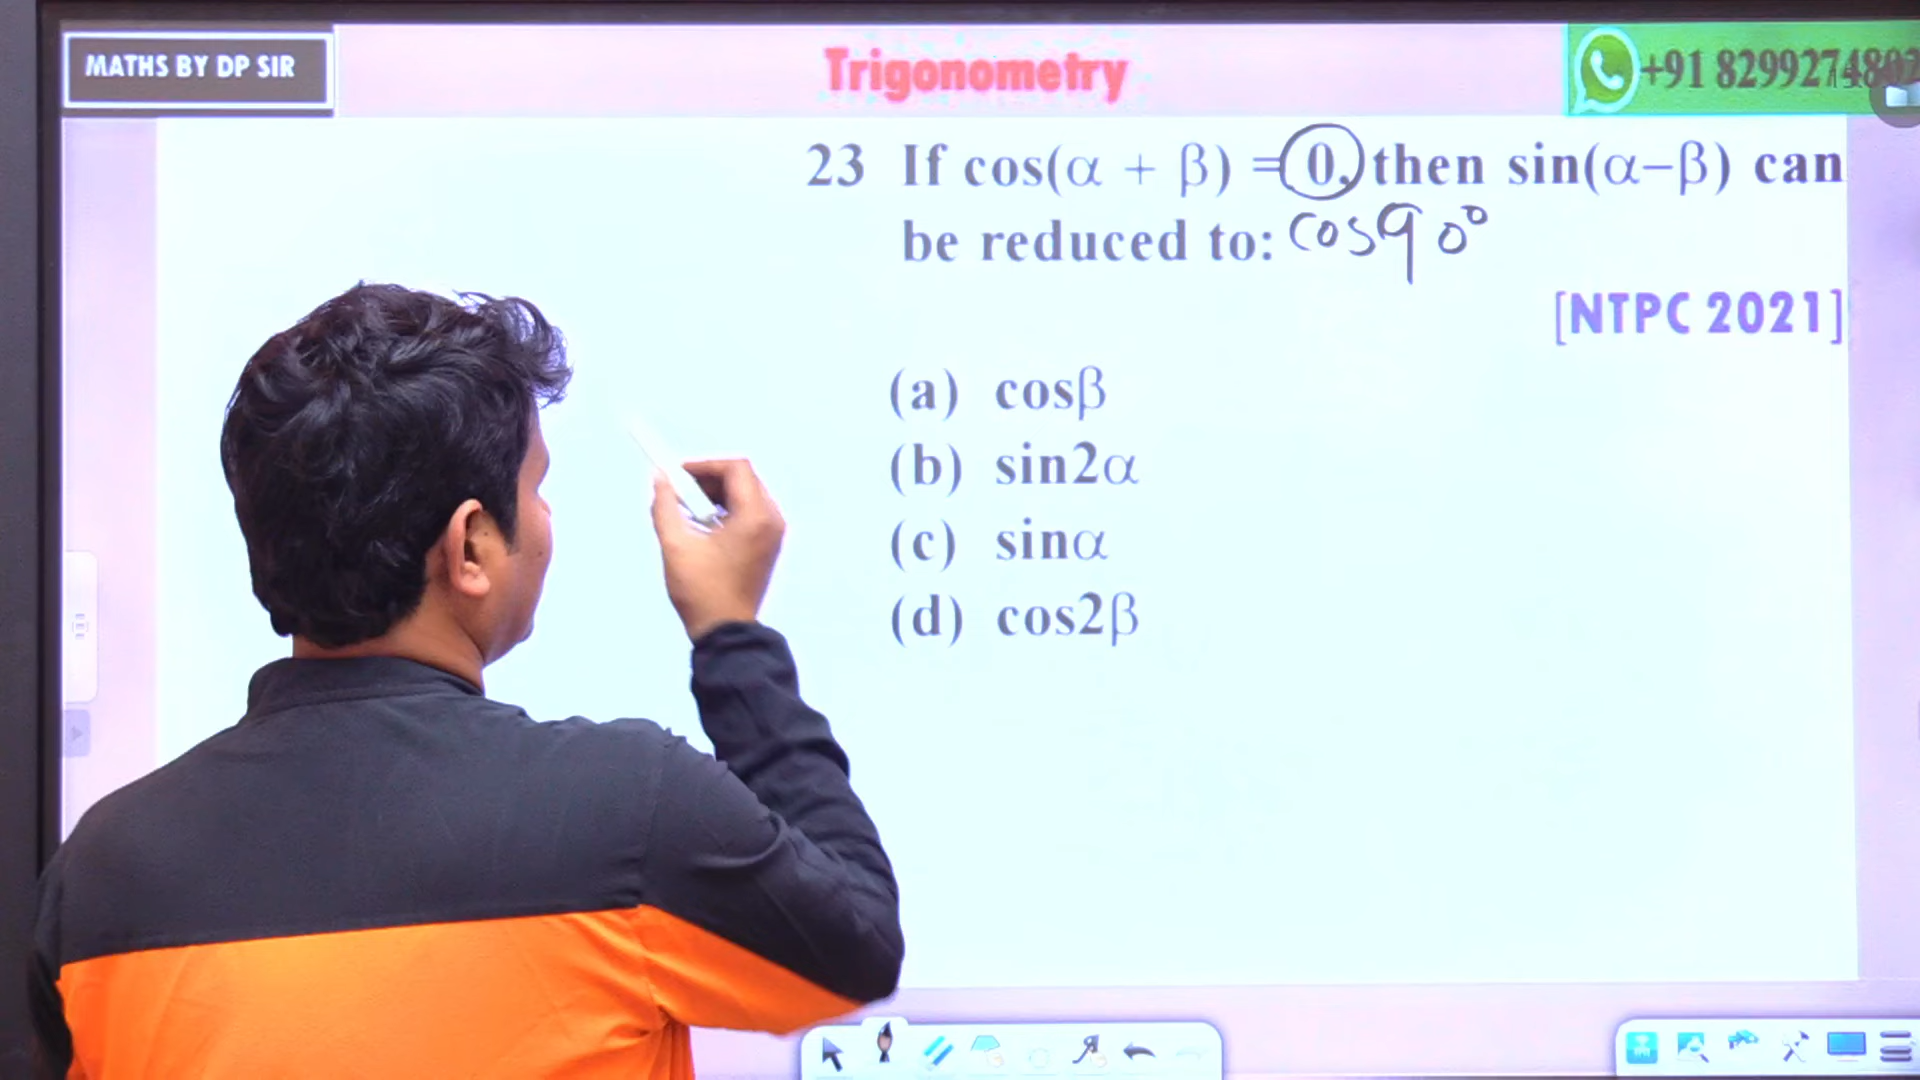 MATHS BY DP SIR
Trigonometry
23 If cos(α + β) = 0, then sin(α−β) can
be reduced to: cos90°
[NTPC 2021]
(a) cosβ
(b) sin2α
(c) sinα
(d) cos2β